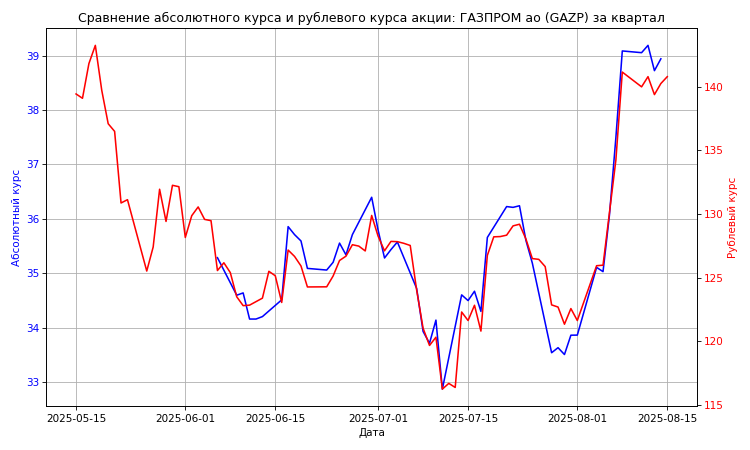 Сравнение абсолютного курса и рублевого курса акции: ГАЗПРОМ ао (GAZP) за квартал
39
38
37
36
35
34
33
Абсолютный курс
140
135
130
125
120
115
Рублевый курс
2025-05-15 2025-06-01 2025-06-15 2025-07-01 2025-07-15 2025-08-01 2025-08-15
Дата